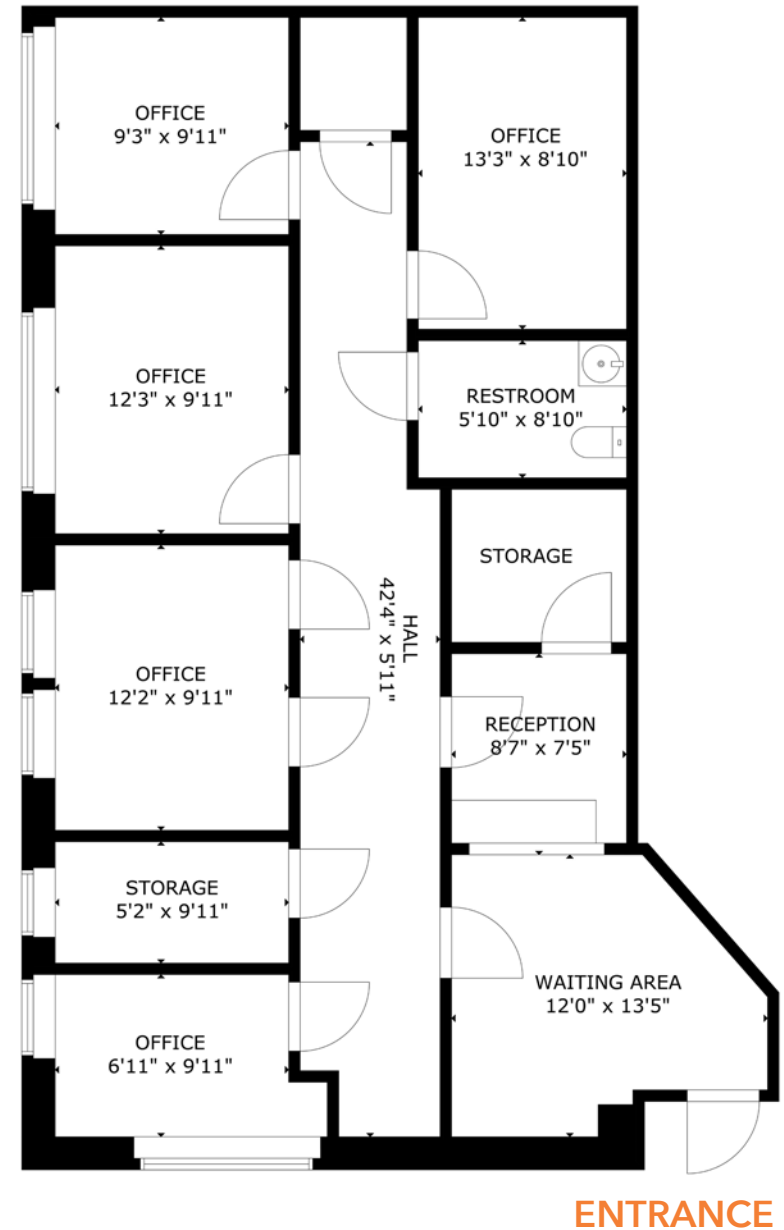 OFFICE
9'3" x 9'11"
OFFICE
13'3" x 8'10"
OFFICE
12'3" x 9'11"
RESTROOM
5'10" x 8'10"
STORAGE
HALL
42'4" x 5'11"
OFFICE
12'2" x 9'11"
RECEPTION
8'7" x 7'5"
STORAGE
5'2" x 9'11"
WAITING AREA
12'0" x 13'5"
OFFICE
6'11" x 9'11"
ENTRANCE